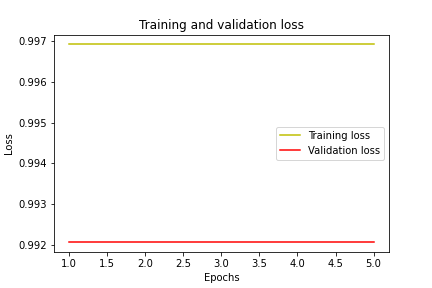 Training and validation loss
0.997
0.996
0.995
0.994
0.993
0.992
Loss
Training loss
Validation loss
1.0 1.5 2.0 2.5 3.0 3.5 4.0 4.5 5.0
Epochs